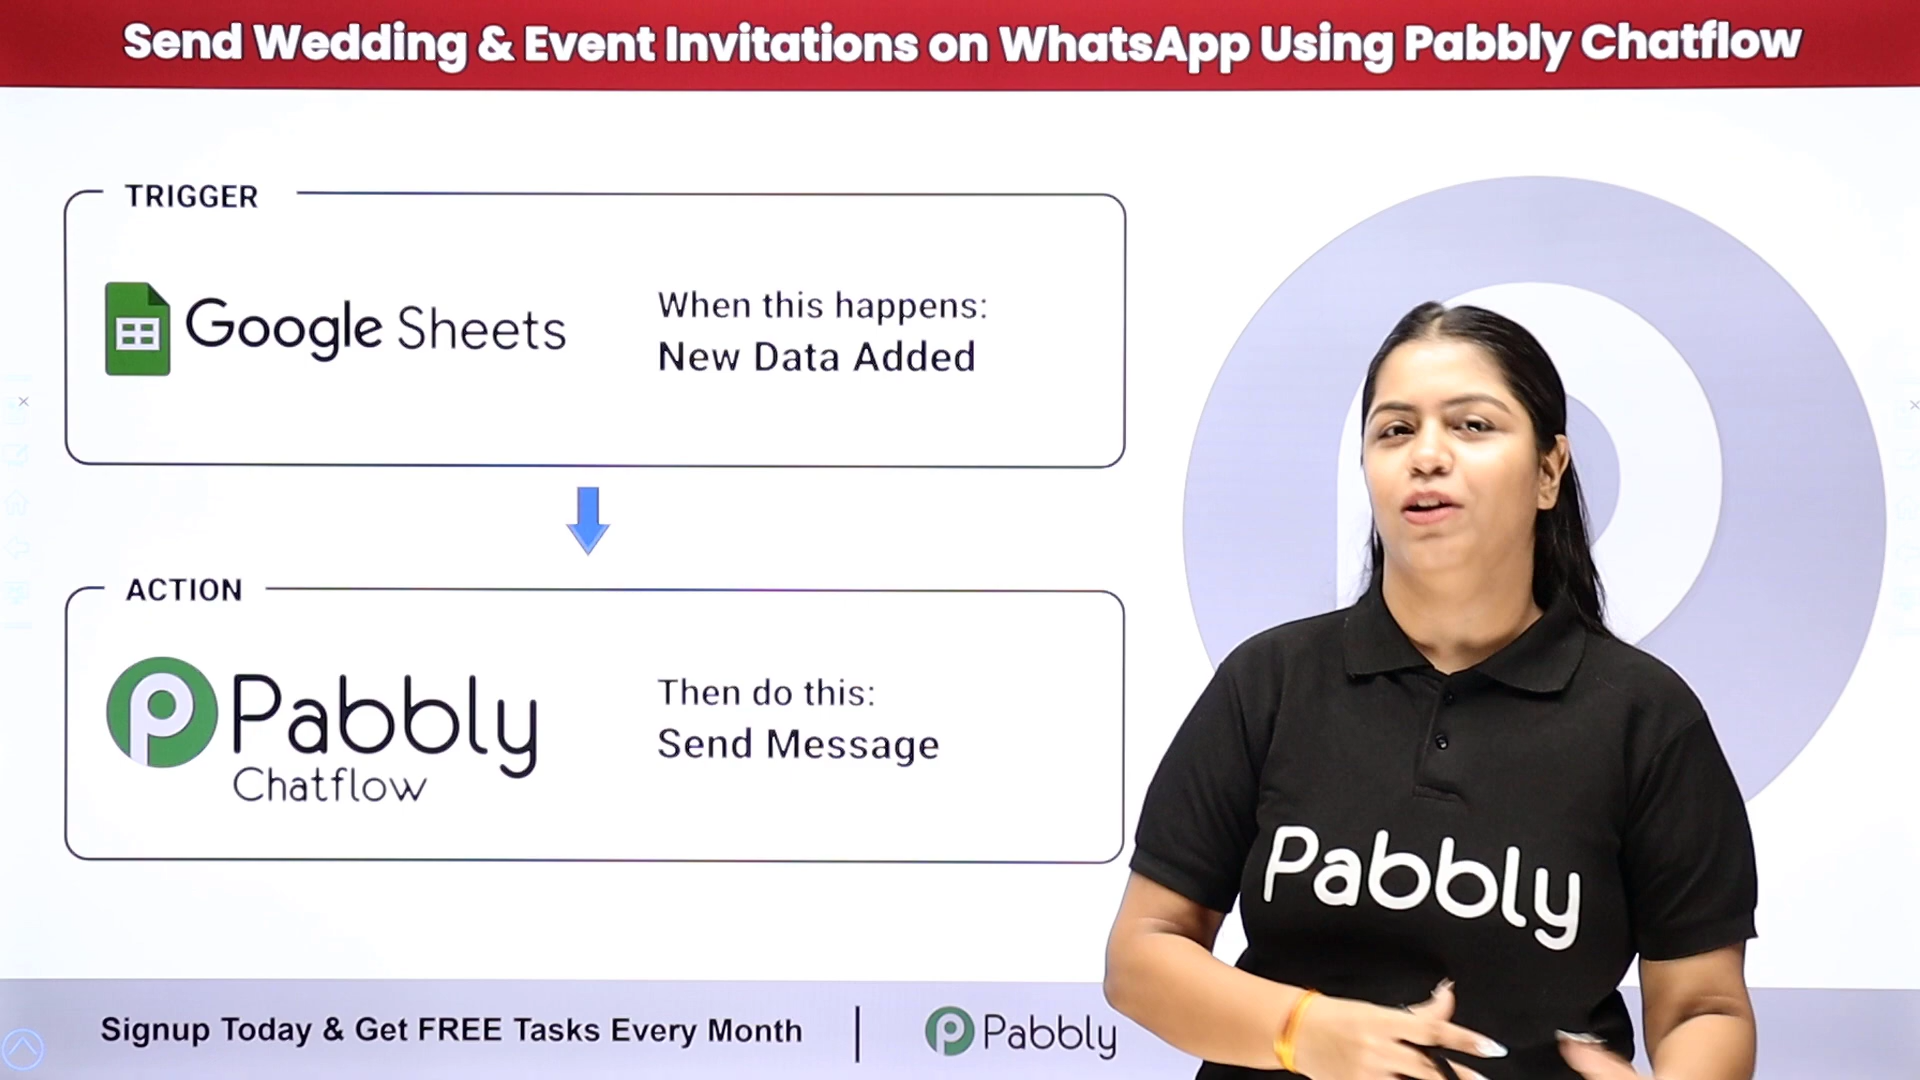 Send Wedding & Event Invitations on WhatsApp Using Pabbly Chatflow
TRIGGER
Google Sheets
When this happens:
New Data Added
ACTION
Pabbly
Chatflow
Then do this:
Send Message
Pabbly
Signup Today & Get FREE Tasks Every Month
Pabbly